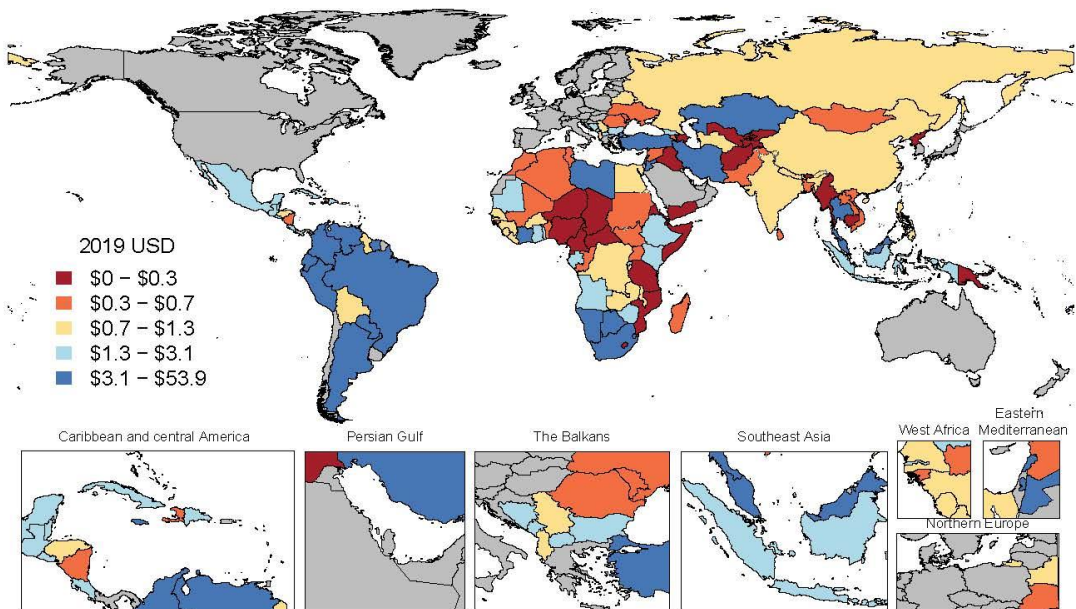 2019 USD
$0 – $0.3
$0.3 – $0.7
$0.7 – $1.3
$1.3 – $3.1
$3.1 – $53.9
Caribbean and central America
Persian Gulf
The Balkans
Southeast Asia
West Africa
Eastern
Mediterranean
Northern Europe